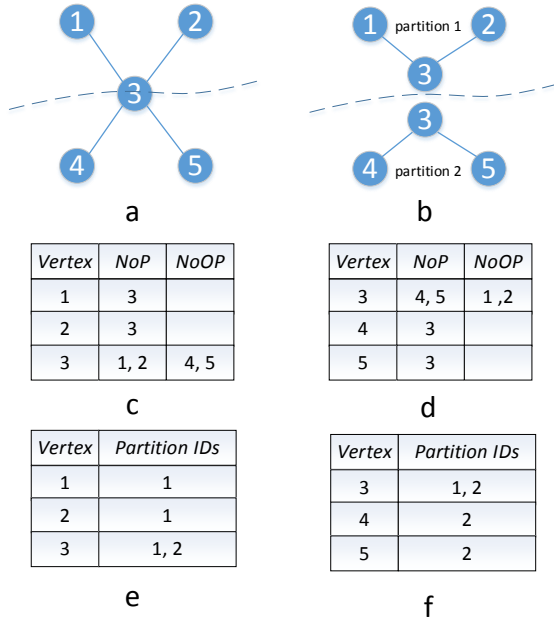 1 2 1 partition 1 2
3 3
3
4 5 4 partition 2 5
a b
Vertex NoP NoOP
1 3
2 3
3 1, 2 4, 5
c
Vertex NoP NoOP
3 4, 5 1 ,2
4 3
5 3
d
Vertex Partition IDs
1 1
2 1
3 1, 2
e
Vertex Partition IDs
3 1, 2
4 2
5 2
f